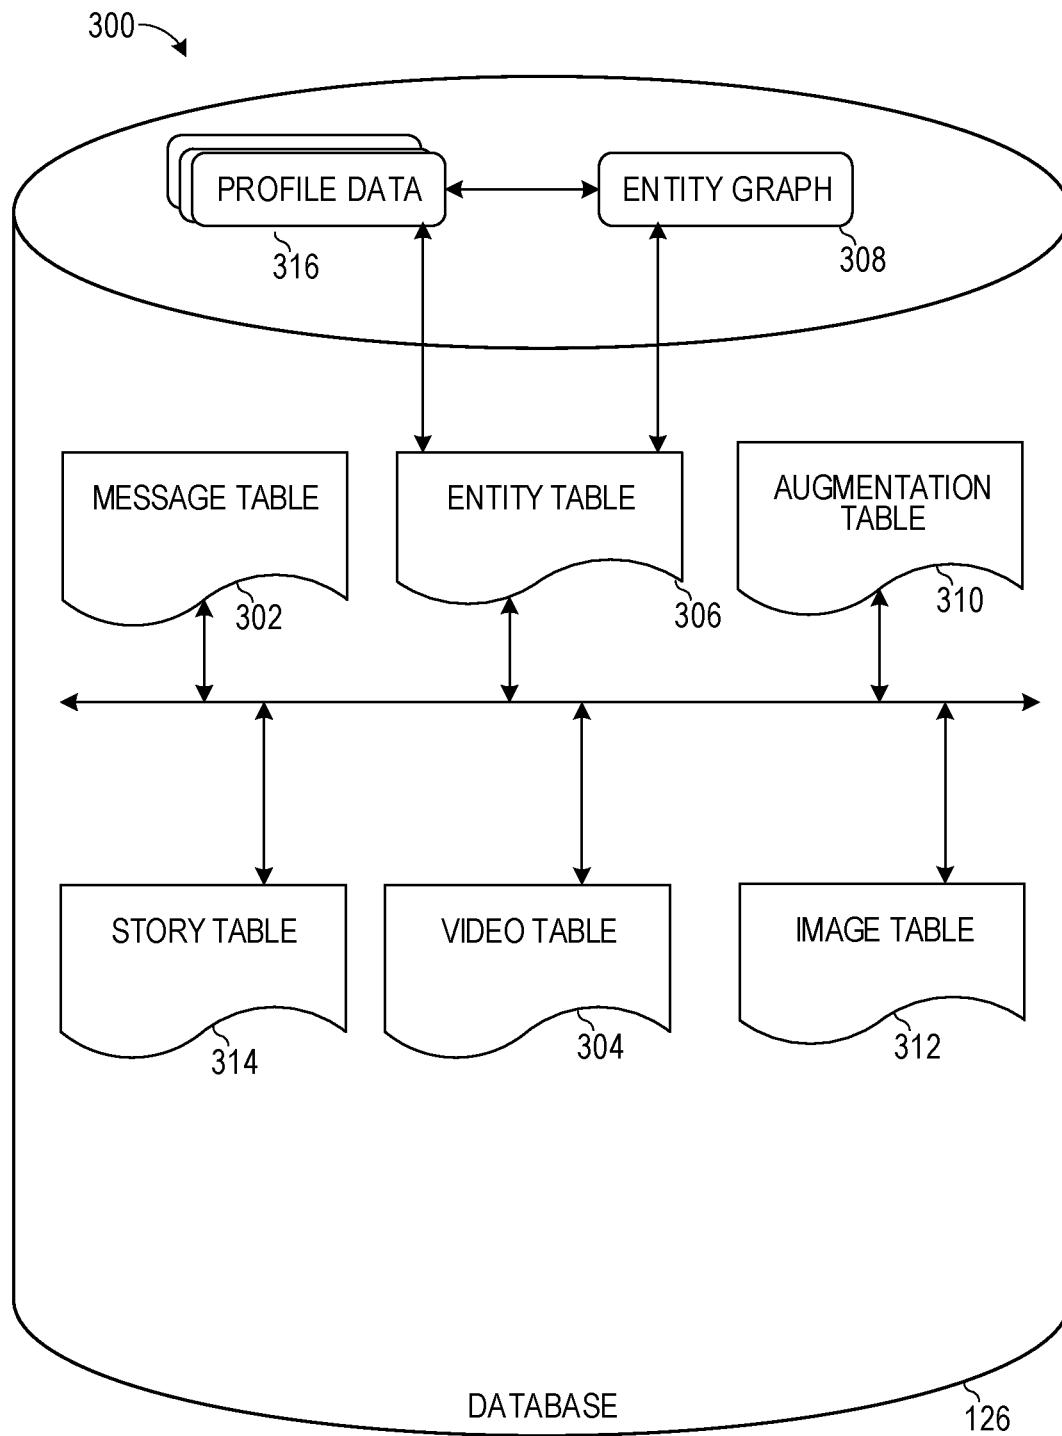 300
PROFILE DATA
ENTITY GRAPH
316
308
MESSAGE TABLE
ENTITY TABLE
AUGMENTATION
TABLE
302
306
310
STORY TABLE
VIDEO TABLE
IMAGE TABLE
314
304
312
DATABASE
126